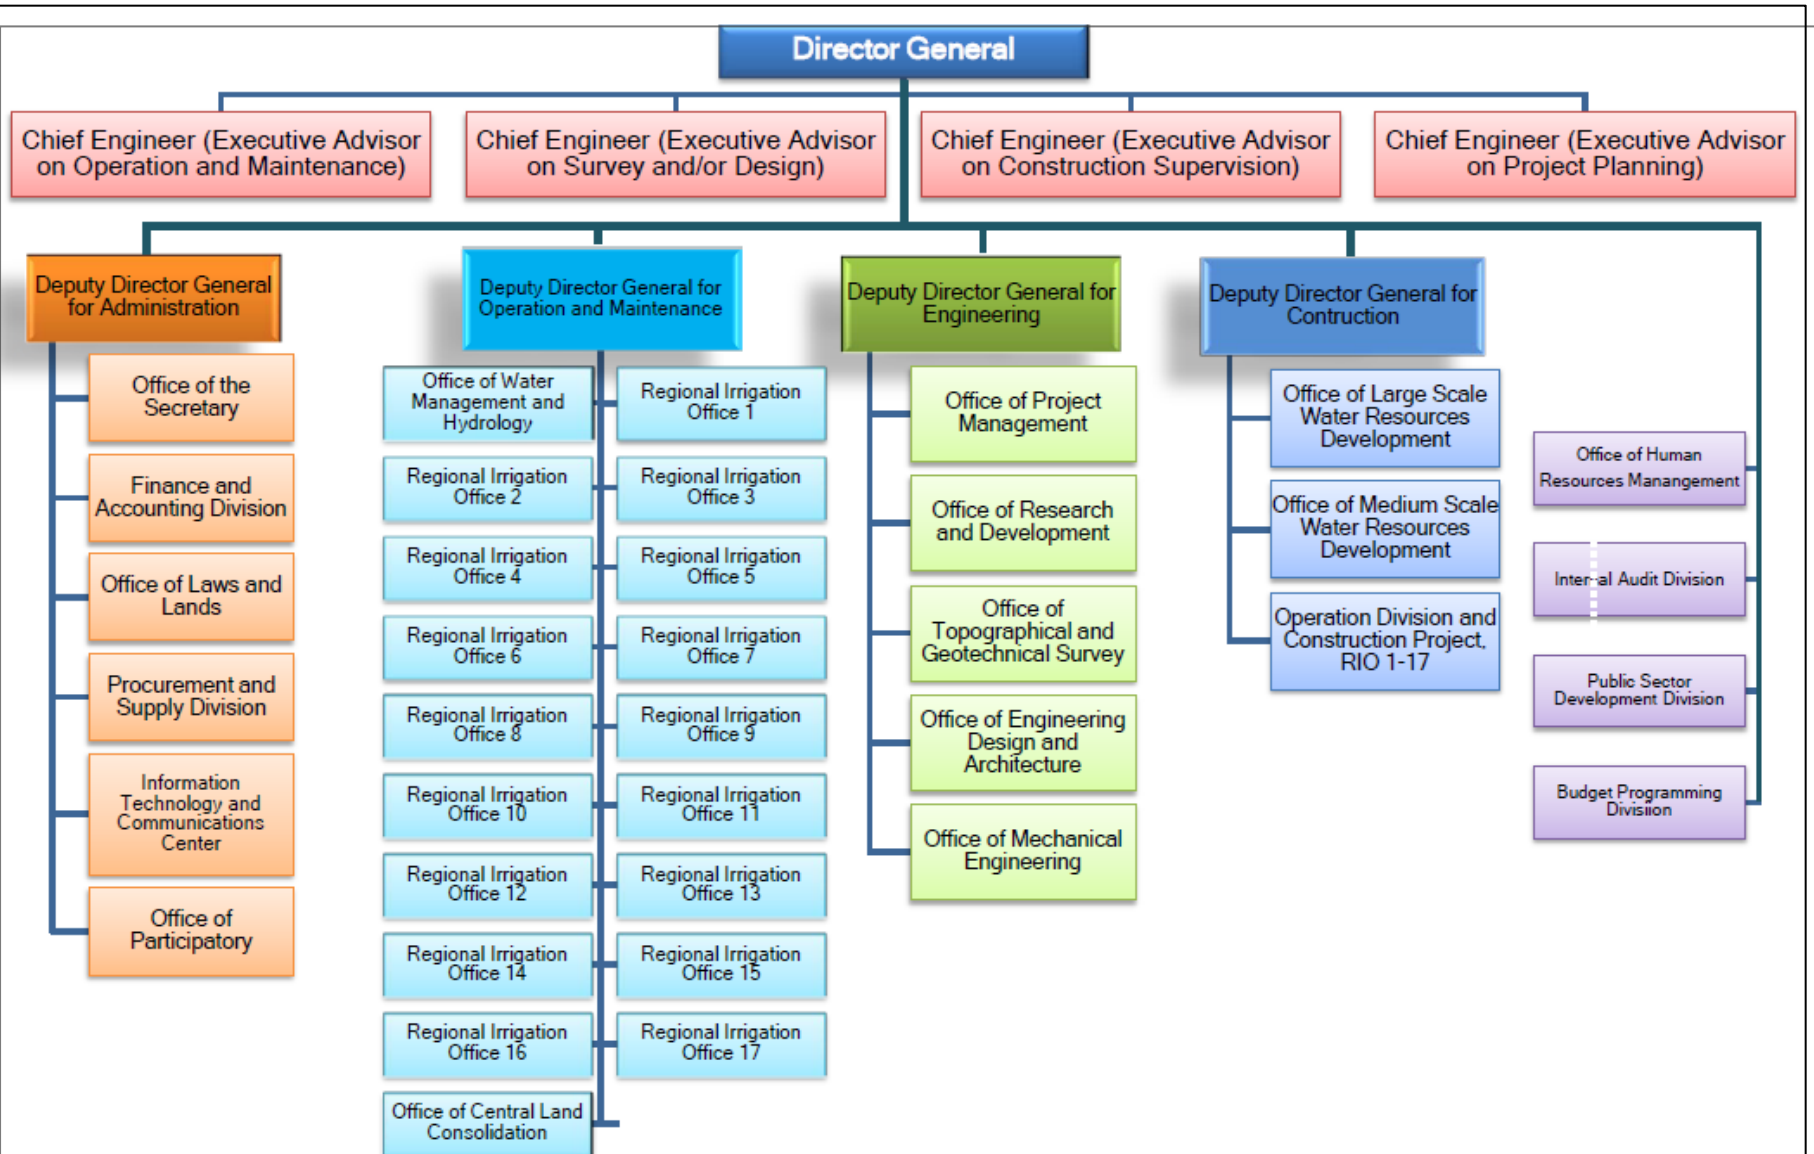 Director General
Chief Engineer (Executive Advisor
on Operation and Maintenance)
Chief Engineer (Executive Advisor
on Survey and/or Design)
Chief Engineer (Executive Advisor
on Construction Supervision)
Chief Engineer (Executive Advisor
on Project Planning)
Deputy Director General
for Administration
Office of the
Secretary
Finance and
Accounting Division
Office of Laws and
Lands
Procurement and
Supply Division
Information
Technology and
Communications
Center
Office of
Participatory
Deputy Director General for
Operation and Maintenance
Office of Water
Management and
Hydrology
Regional Irrigation
Office 1
Regional Irrigation
Office 2
Regional Irrigation
Office 3
Regional Irrigation
Office 4
Regional Irrigation
Office 5
Regional Irrigation
Office 6
Regional Irrigation
Office 7
Regional Irrigation
Office 8
Regional Irrigation
Office 9
Regional Irrigation
Office 10
Regional Irrigation
Office 11
Regional Irrigation
Office 12
Regional Irrigation
Office 13
Regional Irrigation
Office 14
Regional Irrigation
Office 15
Regional Irrigation
Office 16
Regional Irrigation
Office 17
Office of Central Land
Consolidation
Deputy Director General for
Engineering
Office of Project
Management
Office of Research
and Development
Office of
Topographical and
Geotechnical Survey
Office of Engineering
Design and
Architecture
Office of Mechanical
Engineering
Deputy Director General for
Contruction
Office of Large Scale
Water Resources
Development
Office of Medium Scale
Water Resources
Development
Operation Division and
Construction Project,
RIO 1-17
Office of Human
Resources Manangement
Internal Audit Division
Public Sector
Development Division
Budget Programming
Divisiion